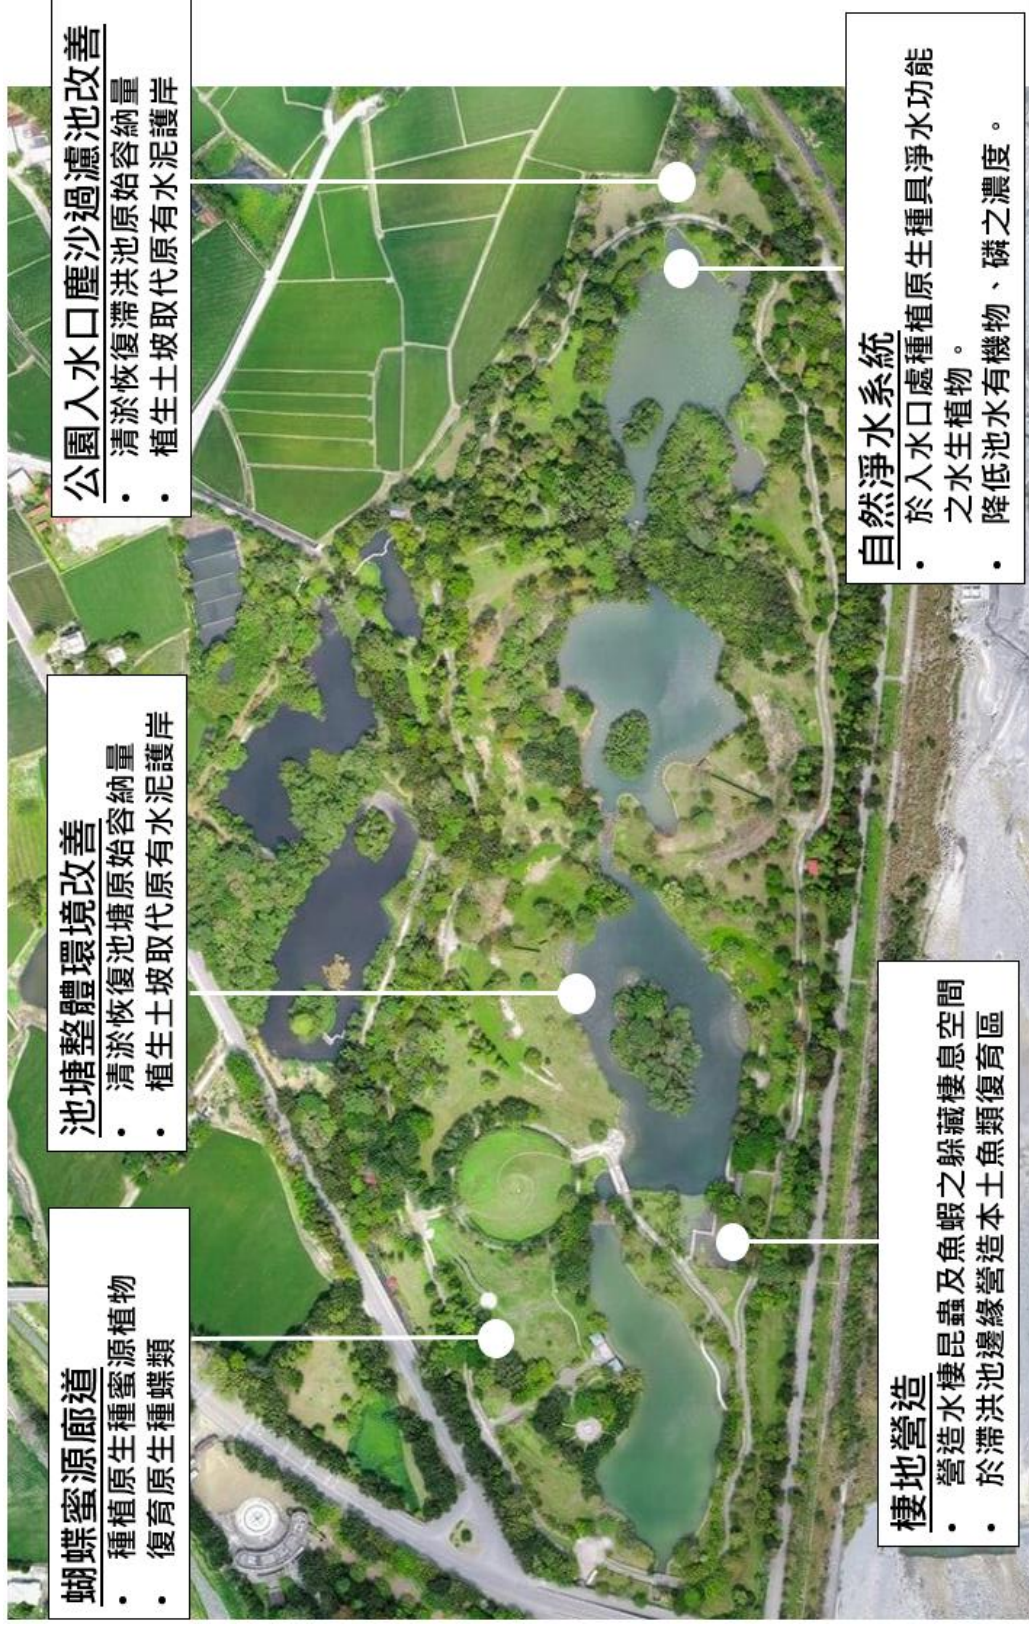 蝴蝶蜜源廊道
• 種植原生種蜜源植物
• 復育原生種蝶類
池塘整體環境改善
• 清淤恢復池塘原始容納量
• 植生土坡取代原有水泥護岸
公園入水口塵沙過濾池改善
• 清淤恢復滯洪池原始容納量
• 植生土坡取代原有水泥護岸
棲地營造
• 營造水棲昆蟲及魚蝦之躲藏棲息空間
• 於滯洪池邊緣營造本土魚類復育區
自然淨水系統
• 於入水口處種植原生種具淨水功能
之水生植物。
• 降低池水有機物、磷之濃度。